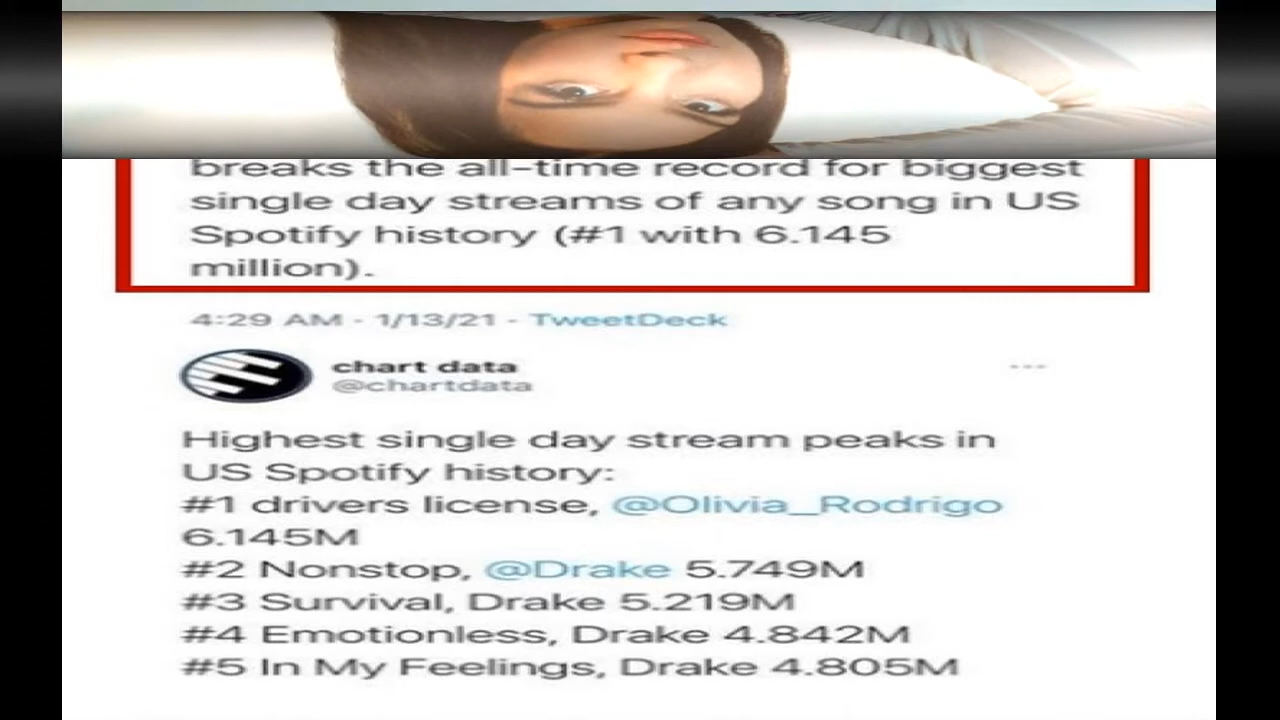 breaks the all-time record for biggest
single day streams of any song in US
Spotify history (#1 with 6.145
million).
4:29 AM · 1/13/21 · TweetDeck
chart data
@chartdata
Highest single day stream peaks in
US Spotify history:
#1 drivers license, @Olivia_Rodrigo
6.145M
#2 Nonstop, @Drake 5.749M
#3 Survival, Drake 5.219M
#4 Emotionless, Drake 4.842M
#5 In My Feelings, Drake 4.805M